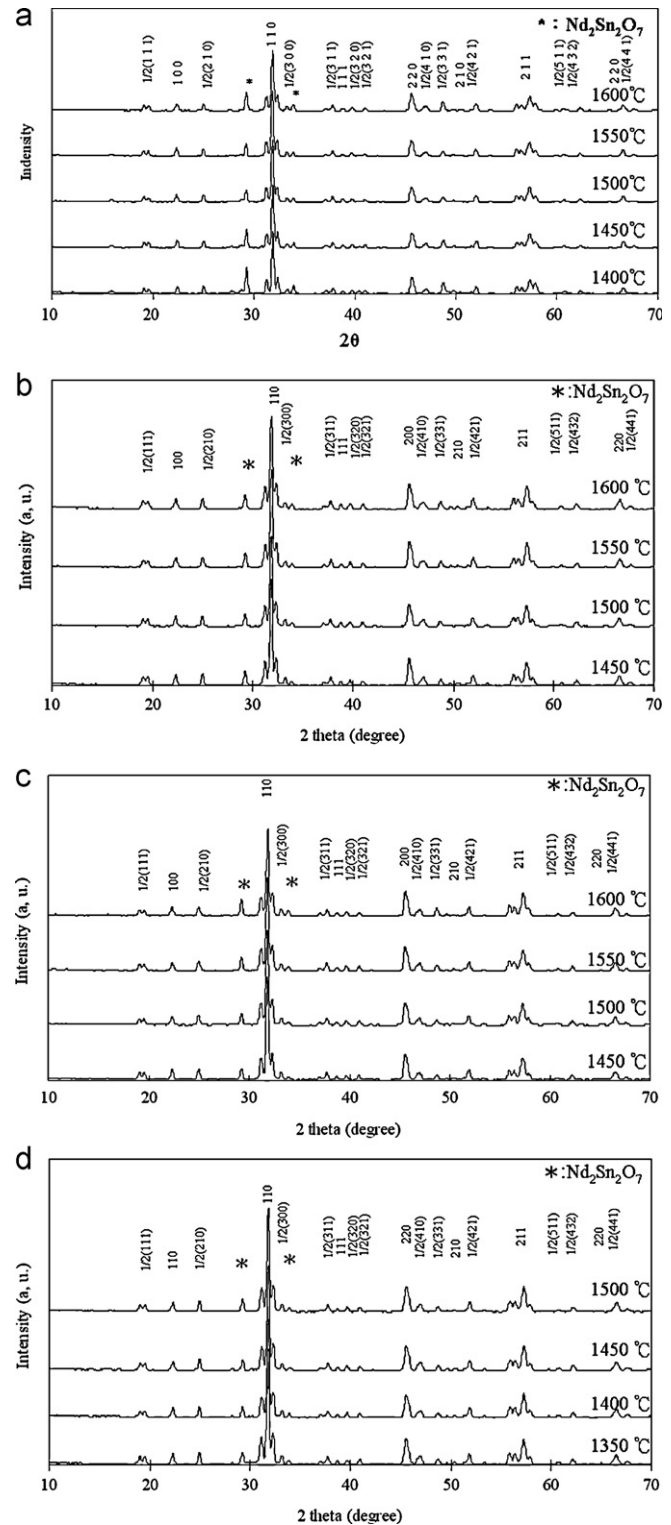 a
* : Nd₂Sn₂O₇
1/2(1 1 1) 1 0 0 1/2(2 1 0) * 1 1 0 1/2(3 0 0) * 1/2(3 1 1) 1 1 1 1/2(3 2 0) 1/2(3 2 1) 2 2 0 1/2(4 1 0) 1/2(3 3 1) 2 1 0 1/2(4 2 1) 2 1 1 1/2(5 1 1) 1/2(4 3 2) 2 2 0 1/2(4 4 1)
1600℃
1550℃
1500℃
1450℃
1400℃
Indensity
10 20 30 40 50 60 70
2θ
b
*:Nd₂Sn₂O₇
1/2(111) 100 1/2(210) * 110 1/2(300) * 1/2(311) 111 1/2(320) 1/2(321) 200 1/2(410) 1/2(331) 210 1/2(421) 211 1/2(511) 1/2(432) 220 1/2(441)
1600 ℃
1550 ℃
1500 ℃
1450 ℃
Intensity (a, u.)
10 20 30 40 50 60 70
2 theta (degree)
c
*:Nd₂Sn₂O₇
1/2(111) 100 1/2(210) * 110 1/2(300) * 1/2(311) 111 1/2(320) 1/2(321) 200 1/2(410) 1/2(331) 210 1/2(421) 211 1/2(511) 1/2(432) 220 1/2(441)
1600 ℃
1550 ℃
1500 ℃
1450 ℃
Intensity (a, u.)
10 20 30 40 50 60 70
2 theta (degree)
d
*:Nd₂Sn₂O₇
1/2(111) 110 1/2(210) * 110 1/2(300) * 1/2(311) 111 1/2(320) 1/2(321) 220 1/2(410) 1/2(331) 210 1/2(421) 211 1/2(511) 1/2(432) 220 1/2(441)
1500 ℃
1450 ℃
1400 ℃
1350 ℃
Intensity (a, u.)
10 20 30 40 50 60 70
2 theta (degree)